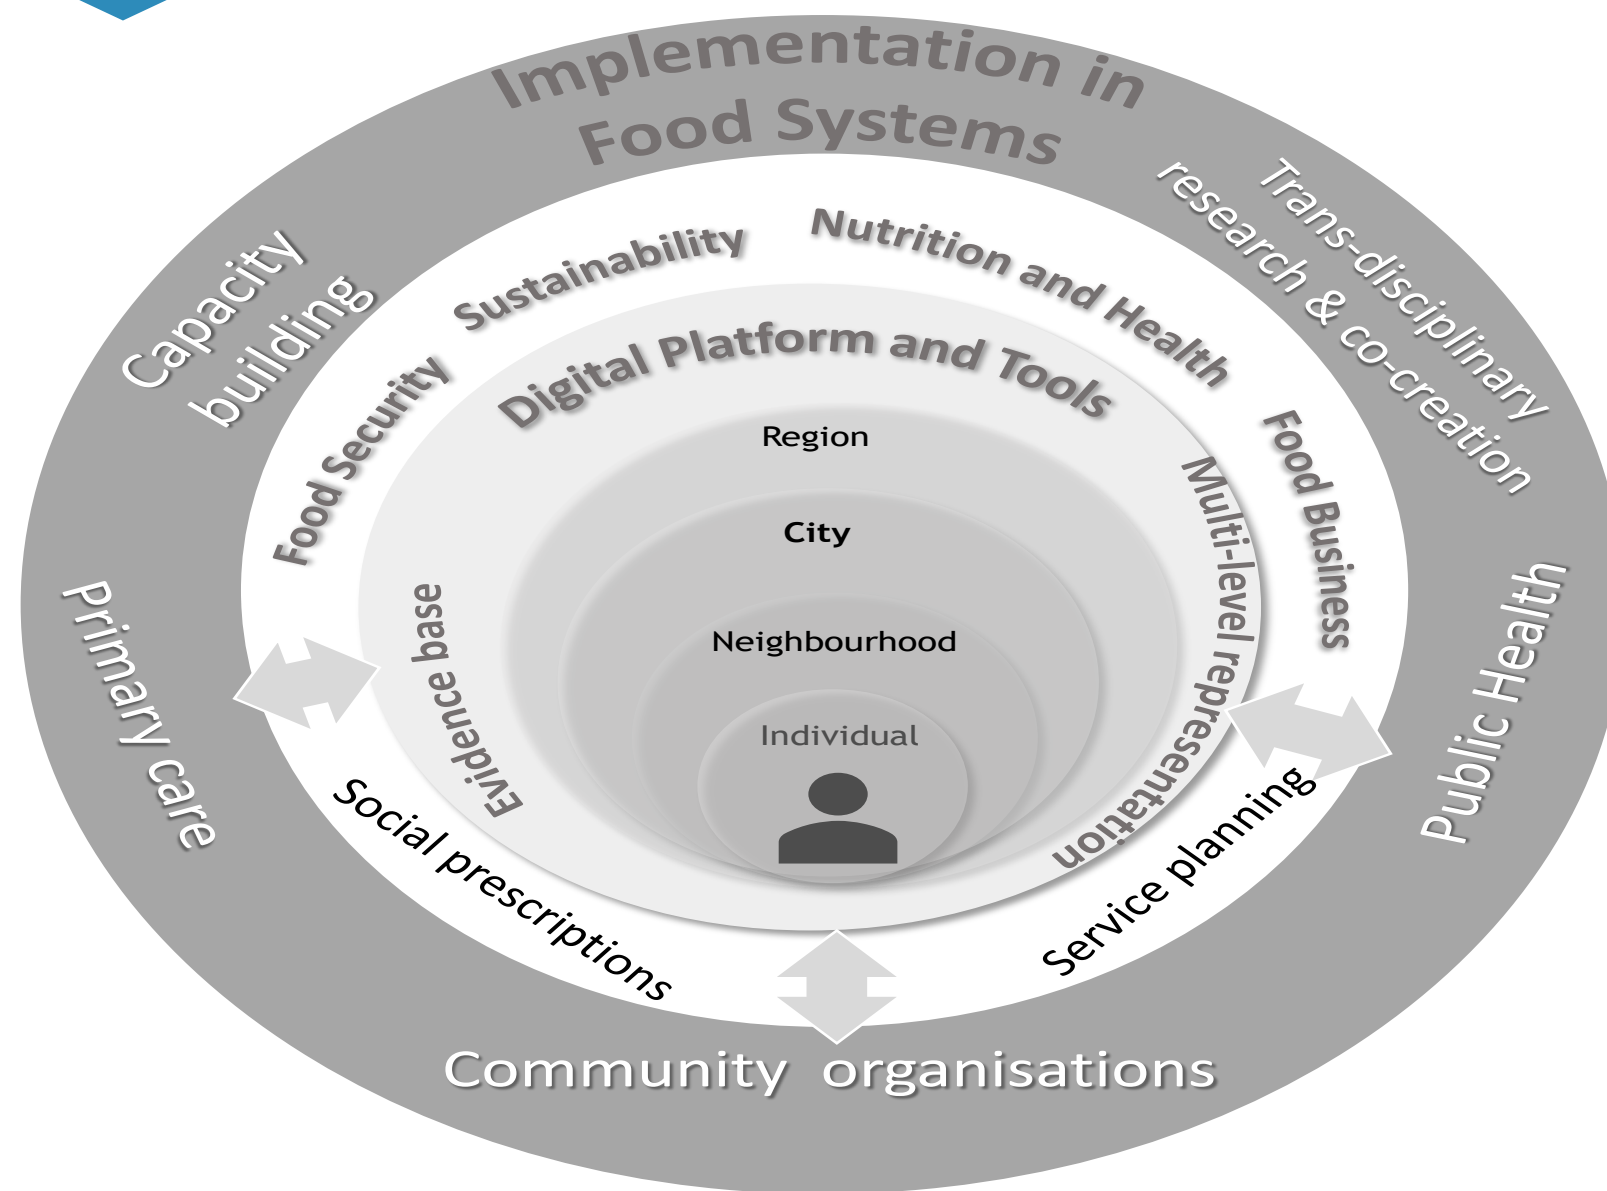 Implementation in
Food Systems
Capacity
building
Trans-disciplinary
research & co-creation
Sustainability
Nutrition and Health
Food Security
Food Business
Digital Platform and Tools
Region
City
Neighbourhood
Individual
Evidence base
Multi-level representation
Primary care
Public Health
Social prescriptions
Service planning
Community organisations